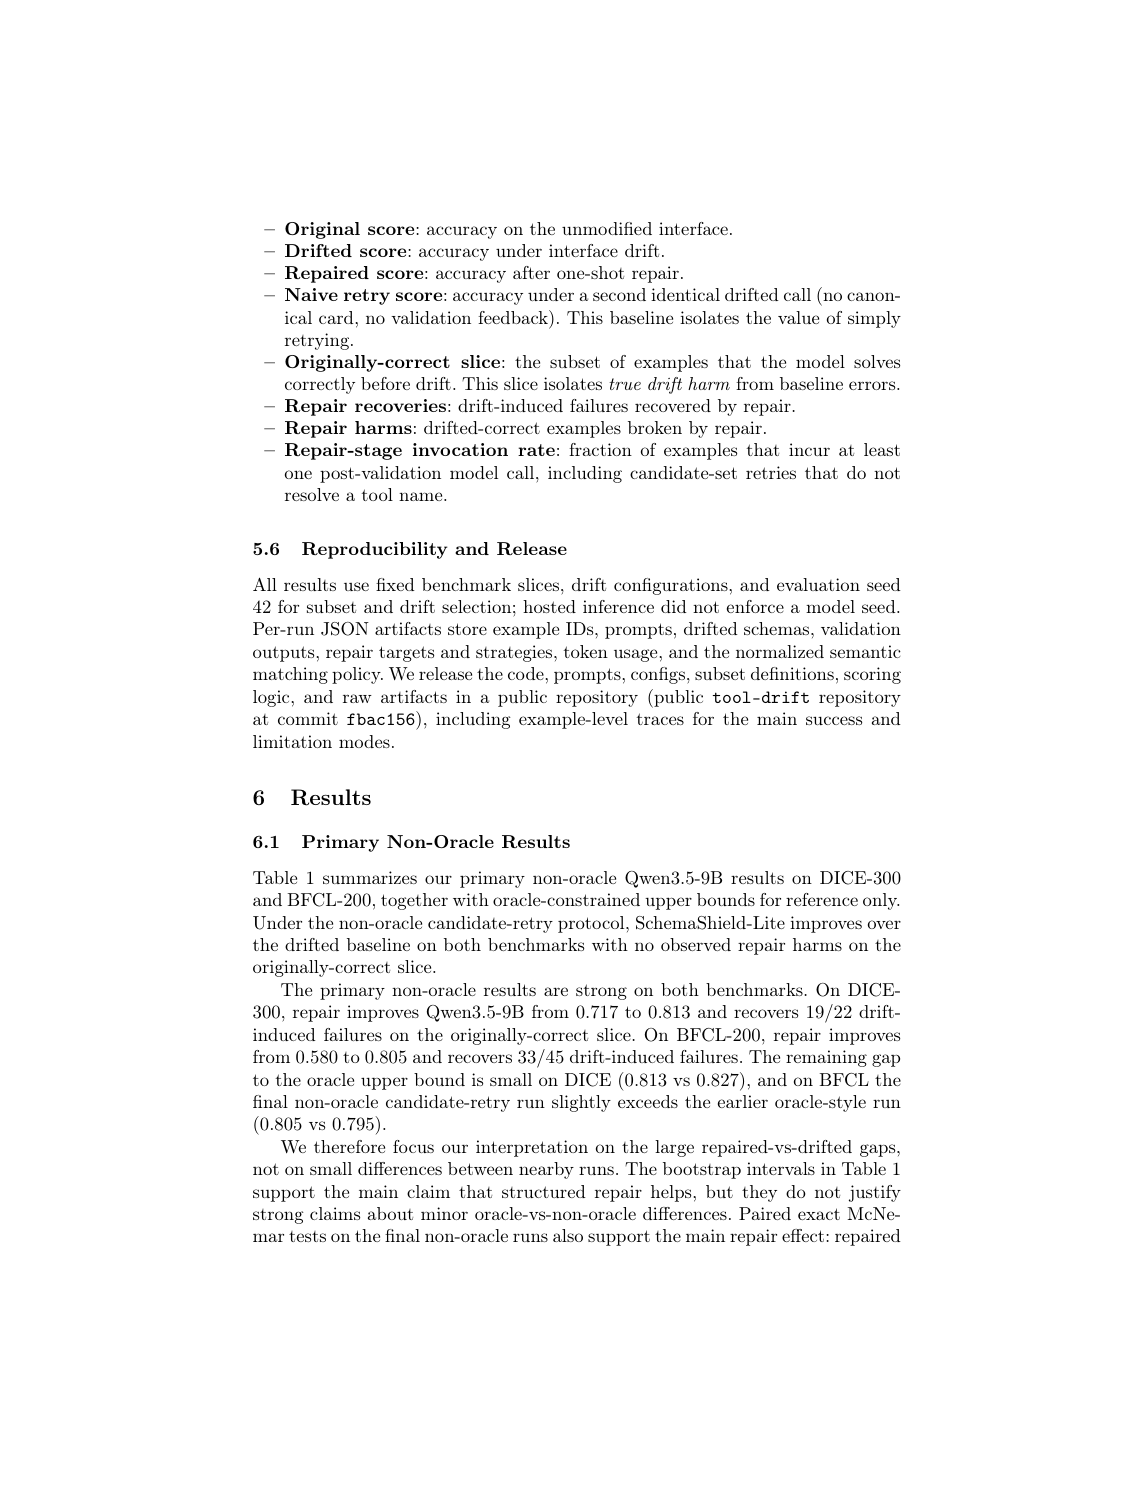 – Original score: accuracy on the unmodified interface.
– Drifted score: accuracy under interface drift.
– Repaired score: accuracy after one-shot repair.
– Naive retry score: accuracy under a second identical drifted call (no canon-
ical card, no validation feedback). This baseline isolates the value of simply
retrying.
– Originally-correct slice: the subset of examples that the model solves
correctly before drift. This slice isolates true drift harm from baseline errors.
– Repair recoveries: drift-induced failures recovered by repair.
– Repair harms: drifted-correct examples broken by repair.
– Repair-stage invocation rate: fraction of examples that incur at least
one post-validation model call, including candidate-set retries that do not
resolve a tool name.
5.6 Reproducibility and Release
All results use fixed benchmark slices, drift configurations, and evaluation seed
42 for subset and drift selection; hosted inference did not enforce a model seed.
Per-run JSON artifacts store example IDs, prompts, drifted schemas, validation
outputs, repair targets and strategies, token usage, and the normalized semantic
matching policy. We release the code, prompts, configs, subset definitions, scoring
logic, and raw artifacts in a public repository (public tool-drift repository
at commit fbac156), including example-level traces for the main success and
limitation modes.
6 Results
6.1 Primary Non-Oracle Results
Table 1 summarizes our primary non-oracle Qwen3.5-9B results on DICE-300
and BFCL-200, together with oracle-constrained upper bounds for reference only.
Under the non-oracle candidate-retry protocol, SchemaShield-Lite improves over
the drifted baseline on both benchmarks with no observed repair harms on the
originally-correct slice.
The primary non-oracle results are strong on both benchmarks. On DICE-
300, repair improves Qwen3.5-9B from 0.717 to 0.813 and recovers 19/22 drift-
induced failures on the originally-correct slice. On BFCL-200, repair improves
from 0.580 to 0.805 and recovers 33/45 drift-induced failures. The remaining gap
to the oracle upper bound is small on DICE (0.813 vs 0.827), and on BFCL the
final non-oracle candidate-retry run slightly exceeds the earlier oracle-style run
(0.805 vs 0.795).
We therefore focus our interpretation on the large repaired-vs-drifted gaps,
not on small differences between nearby runs. The bootstrap intervals in Table 1
support the main claim that structured repair helps, but they do not justify
strong claims about minor oracle-vs-non-oracle differences. Paired exact McNe-
mar tests on the final non-oracle runs also support the main repair effect: repaired